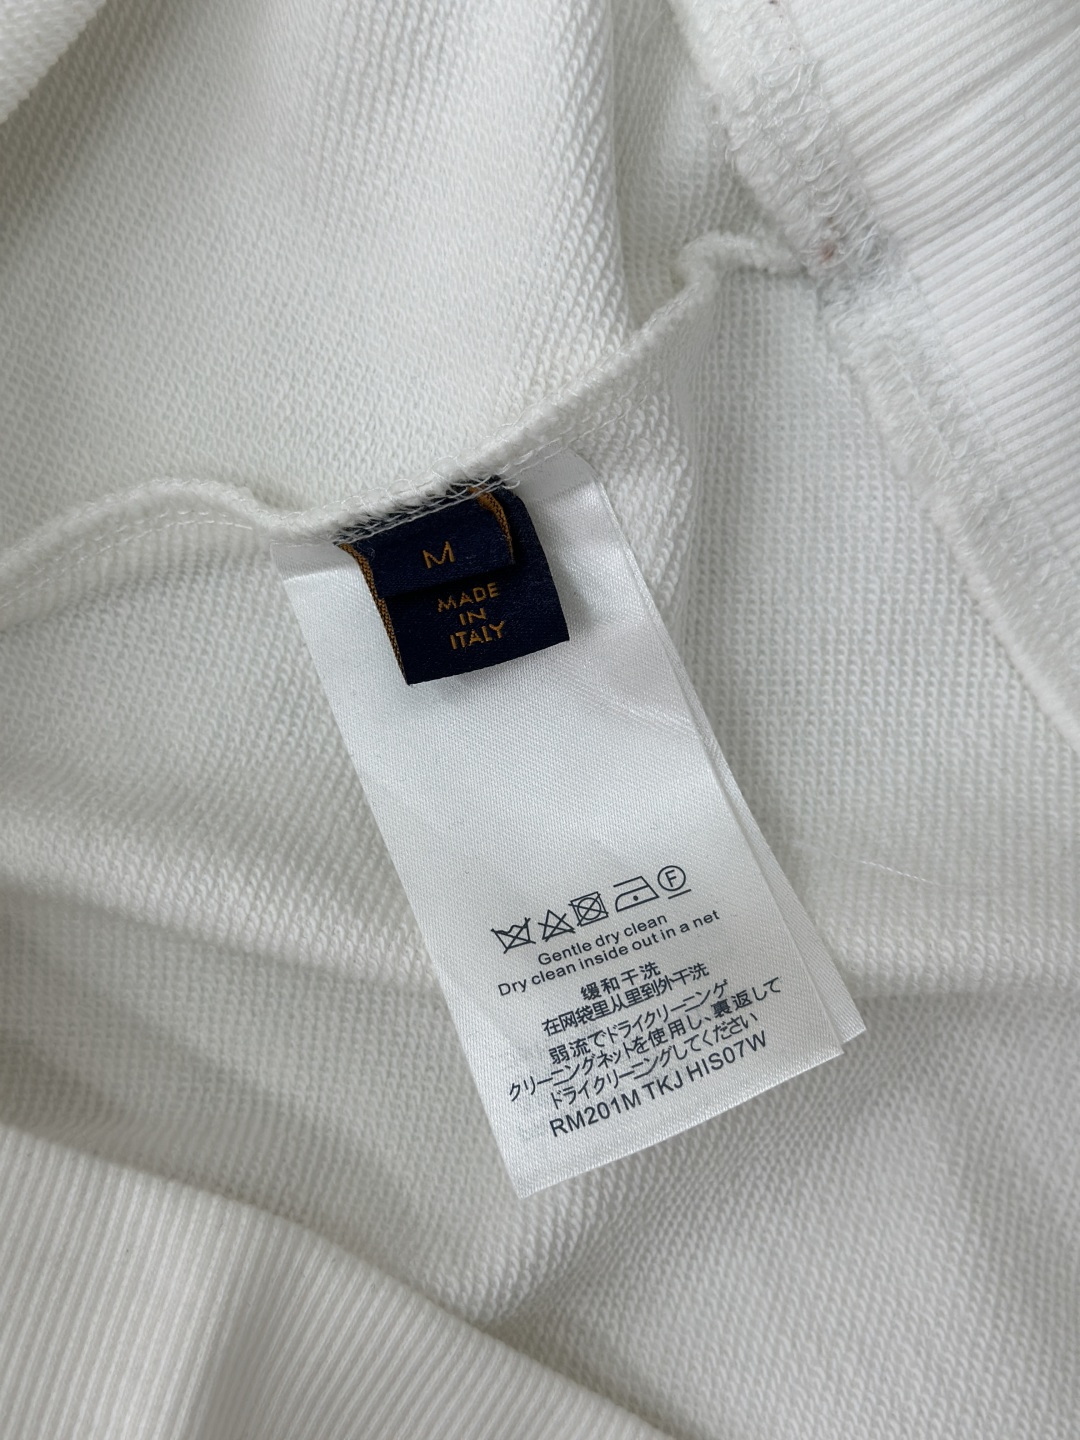 M
MADE
IN
ITALY
F
Gentle dry clean
Dry clean inside out in a net
缓和干洗
在网袋里从里到外干洗
弱流でドライクリーニング
クリーニングネットを使用し、裏返して
ドライクリーニングしてください
RM201M TKJ HIS07W